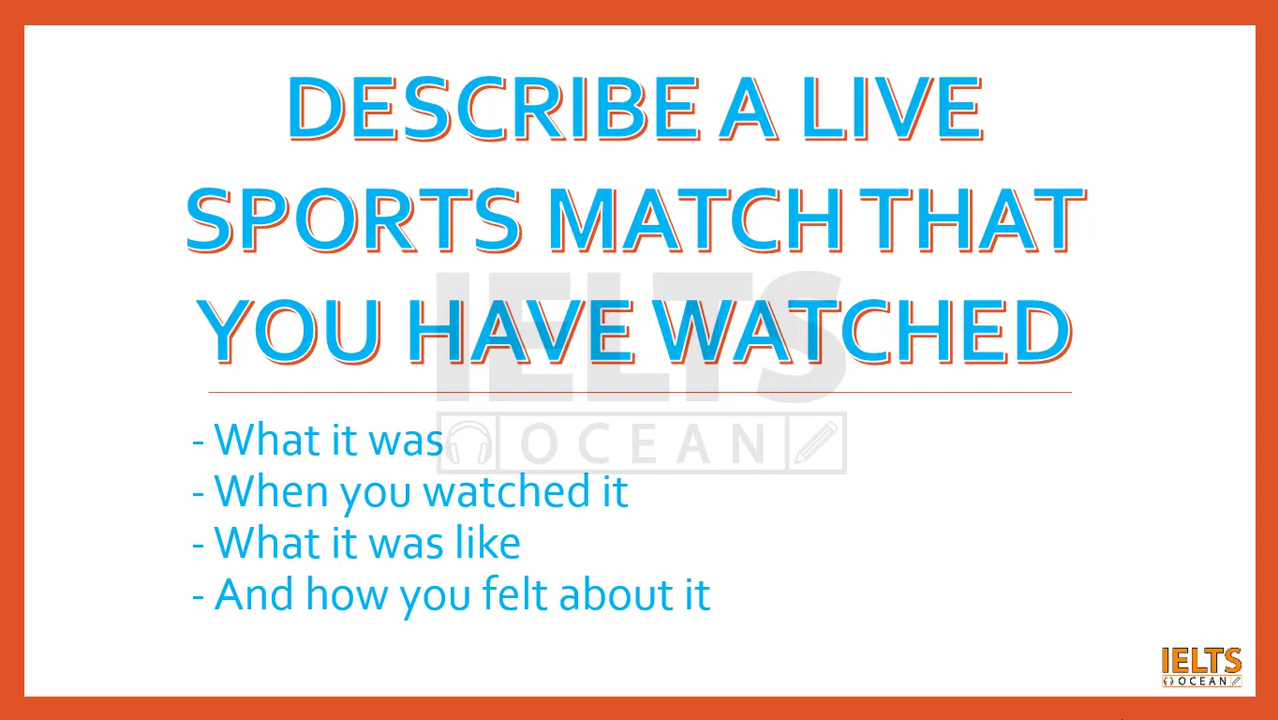 DESCRIBE A LIVE
SPORTS MATCH THAT
YOU HAVE WATCHED
IELTS
OCEAN
- What it was
- When you watched it
- What it was like
- And how you felt about it
IELTS
OCEAN